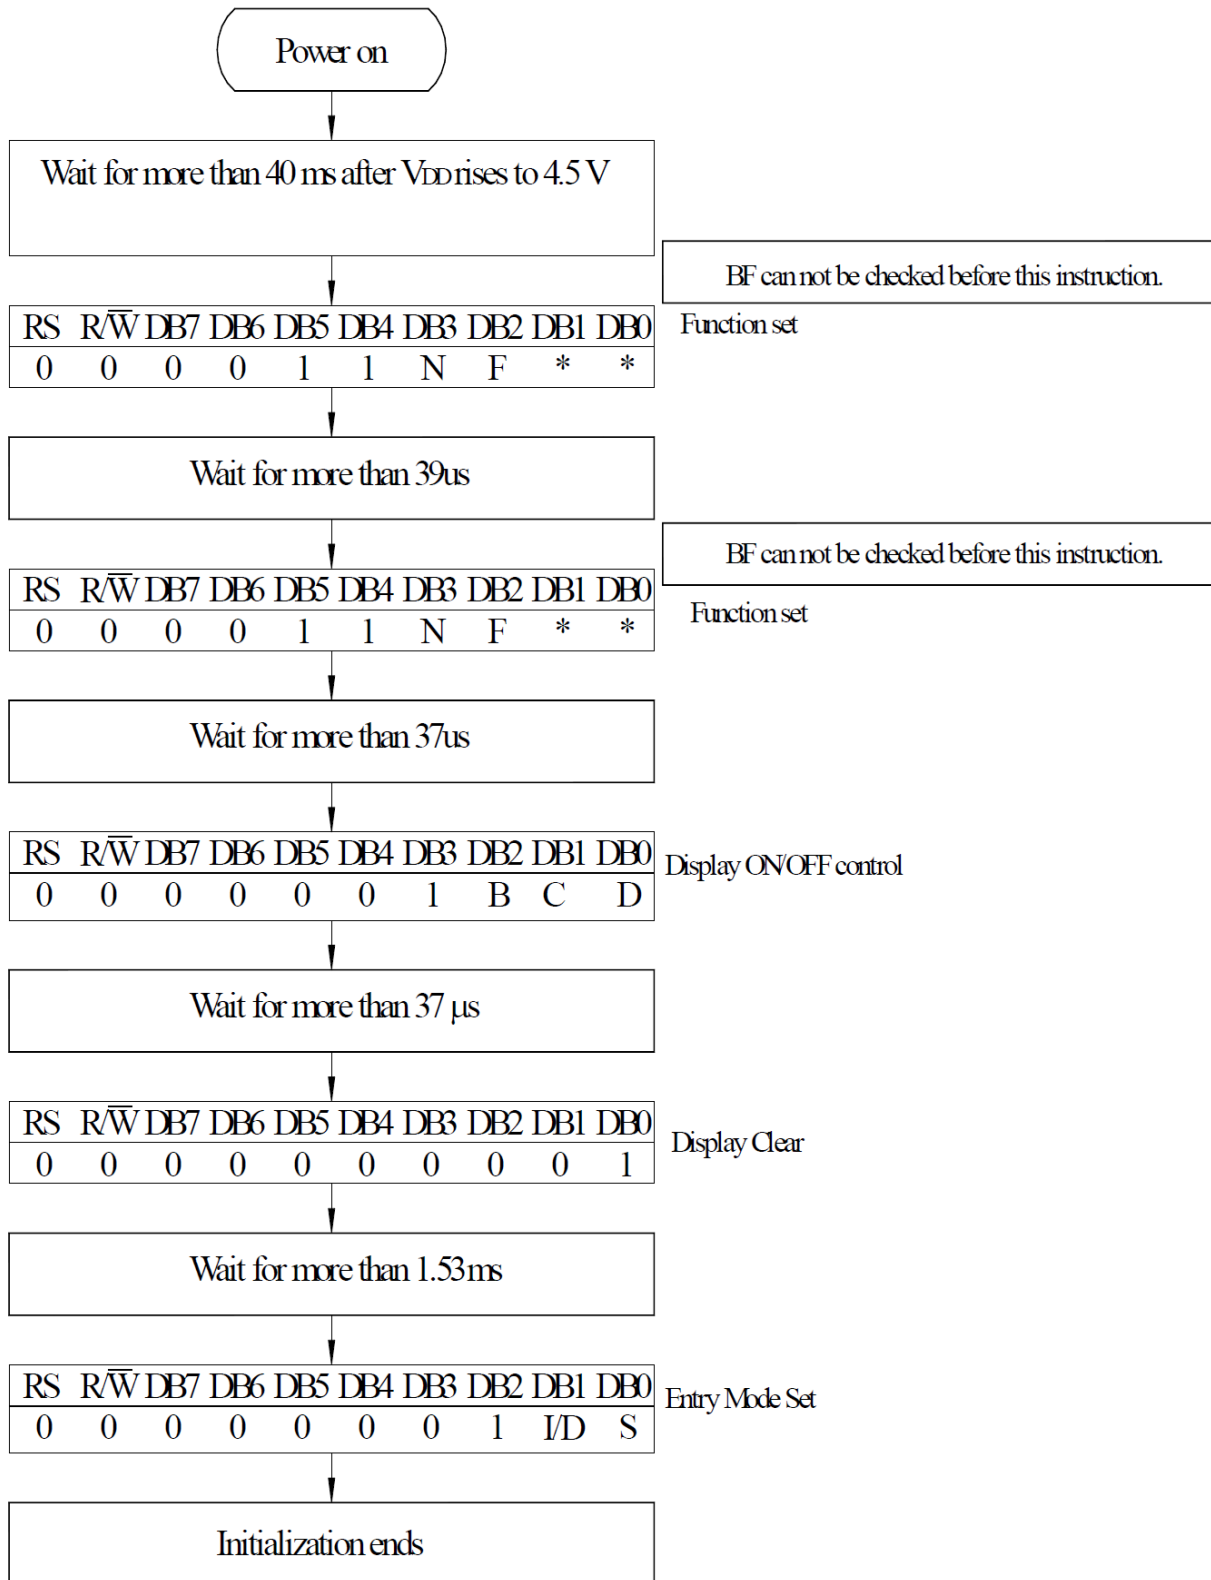 Power on
Wait for more than 40 ms after VDD rises to 4.5 V
BF can not be checked before this instruction.
RS R/W̅ DB7 DB6 DB5 DB4 DB3 DB2 DB1 DB0
Function set
0 0 0 0 1 1 N F * *
Wait for more than 39us
BF can not be checked before this instruction.
RS R/W̅ DB7 DB6 DB5 DB4 DB3 DB2 DB1 DB0
Function set
0 0 0 0 1 1 N F * *
Wait for more than 37us
RS R/W̅ DB7 DB6 DB5 DB4 DB3 DB2 DB1 DB0
Display ON/OFF control
0 0 0 0 0 0 1 B C D
Wait for more than 37 μs
RS R/W̅ DB7 DB6 DB5 DB4 DB3 DB2 DB1 DB0
Display Clear
0 0 0 0 0 0 0 0 0 1
Wait for more than 1.53ms
RS R/W̅ DB7 DB6 DB5 DB4 DB3 DB2 DB1 DB0
Entry Mode Set
0 0 0 0 0 0 0 1 I/D S
Initialization ends